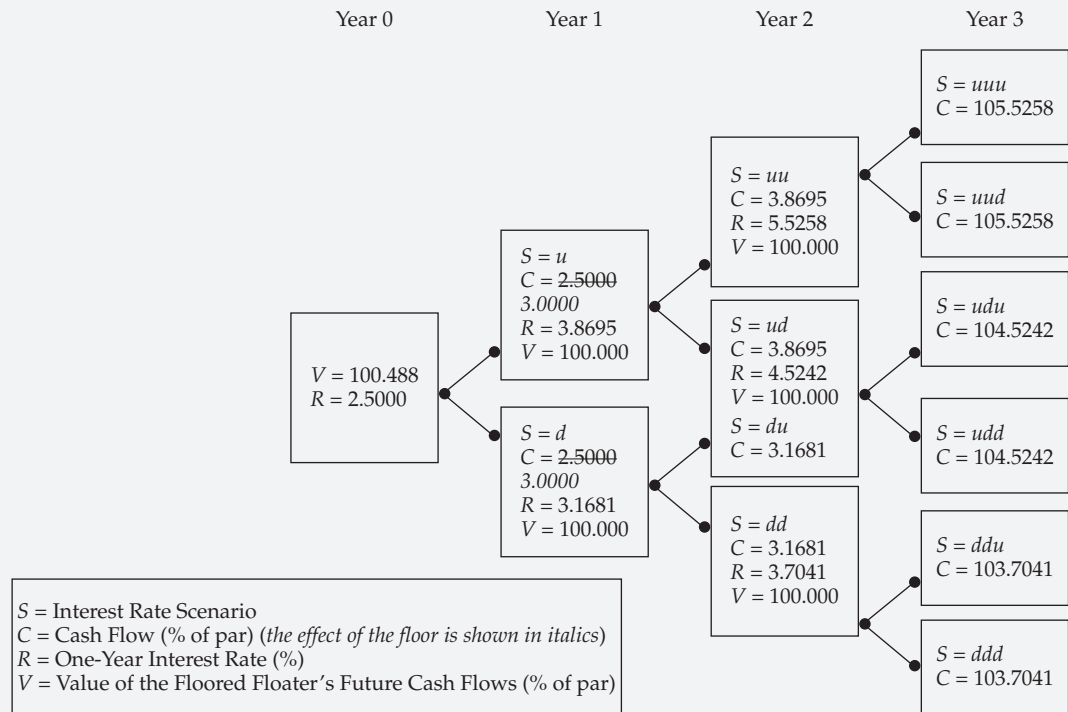 Year 0
Year 1
Year 2
Year 3
V = 100.488
R = 2.5000
S = u
C = 2.5000
3.0000
R = 3.8695
V = 100.000
S = d
C = 2.5000
3.0000
R = 3.1681
V = 100.000
S = uu
C = 3.8695
R = 5.5258
V = 100.000
S = ud
C = 3.8695
R = 4.5242
V = 100.000
S = du
C = 3.1681
S = dd
C = 3.1681
R = 3.7041
V = 100.000
S = uuu
C = 105.5258
S = uud
C = 105.5258
S = udu
C = 104.5242
S = udd
C = 104.5242
S = ddu
C = 103.7041
S = ddd
C = 103.7041
S = Interest Rate Scenario
C = Cash Flow (% of par) (the effect of the floor is shown in italics)
R = One-Year Interest Rate (%)
V = Value of the Floored Floater's Future Cash Flows (% of par)